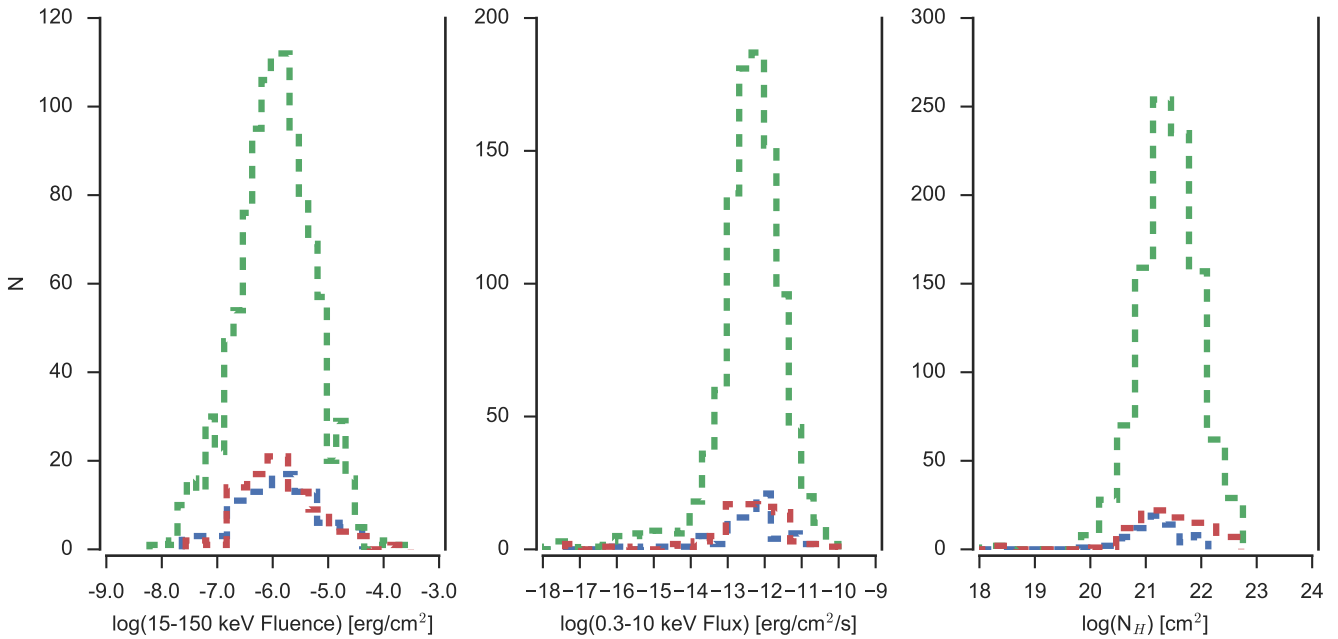 N
120
100
80
60
40
20
0
-9.0 -8.0 -7.0 -6.0 -5.0 -4.0 -3.0
log(15-150 keV Fluence) [erg/cm²]
200
150
100
50
0
−18 −17 −16 −15 −14 −13 −12 −11 −10 −9
log(0.3-10 keV Flux) [erg/cm²/s]
300
250
200
150
100
50
0
18 19 20 21 22 23 24
log(N_H) [cm²]